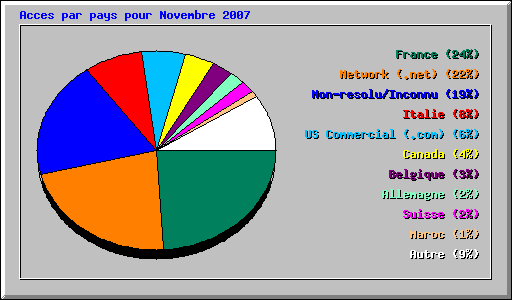 Acces par pays pour Novembre 2007
France (24%)
Network (.net) (22%)
Non-resolu/Inconnu (19%)
Italie (8%)
US Commercial (.com) (6%)
Canada (4%)
Belgique (3%)
Allemagne (2%)
Suisse (2%)
Maroc (1%)
Autre (9%)